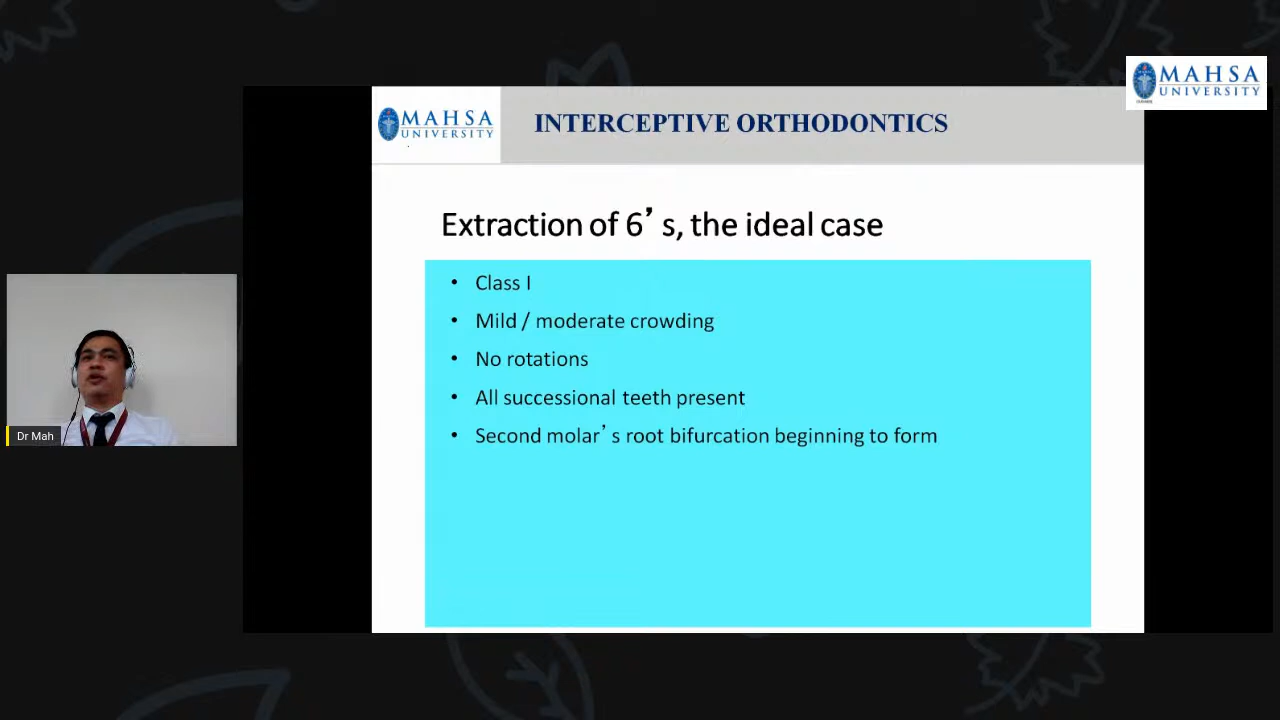 MAHSA
UNIVERSITY
MAHSA
UNIVERSITY
INTERCEPTIVE ORTHODONTICS
Extraction of 6’s, the ideal case
• Class I
• Mild / moderate crowding
• No rotations
• All successional teeth present
• Second molar’s root bifurcation beginning to form
Dr Mah